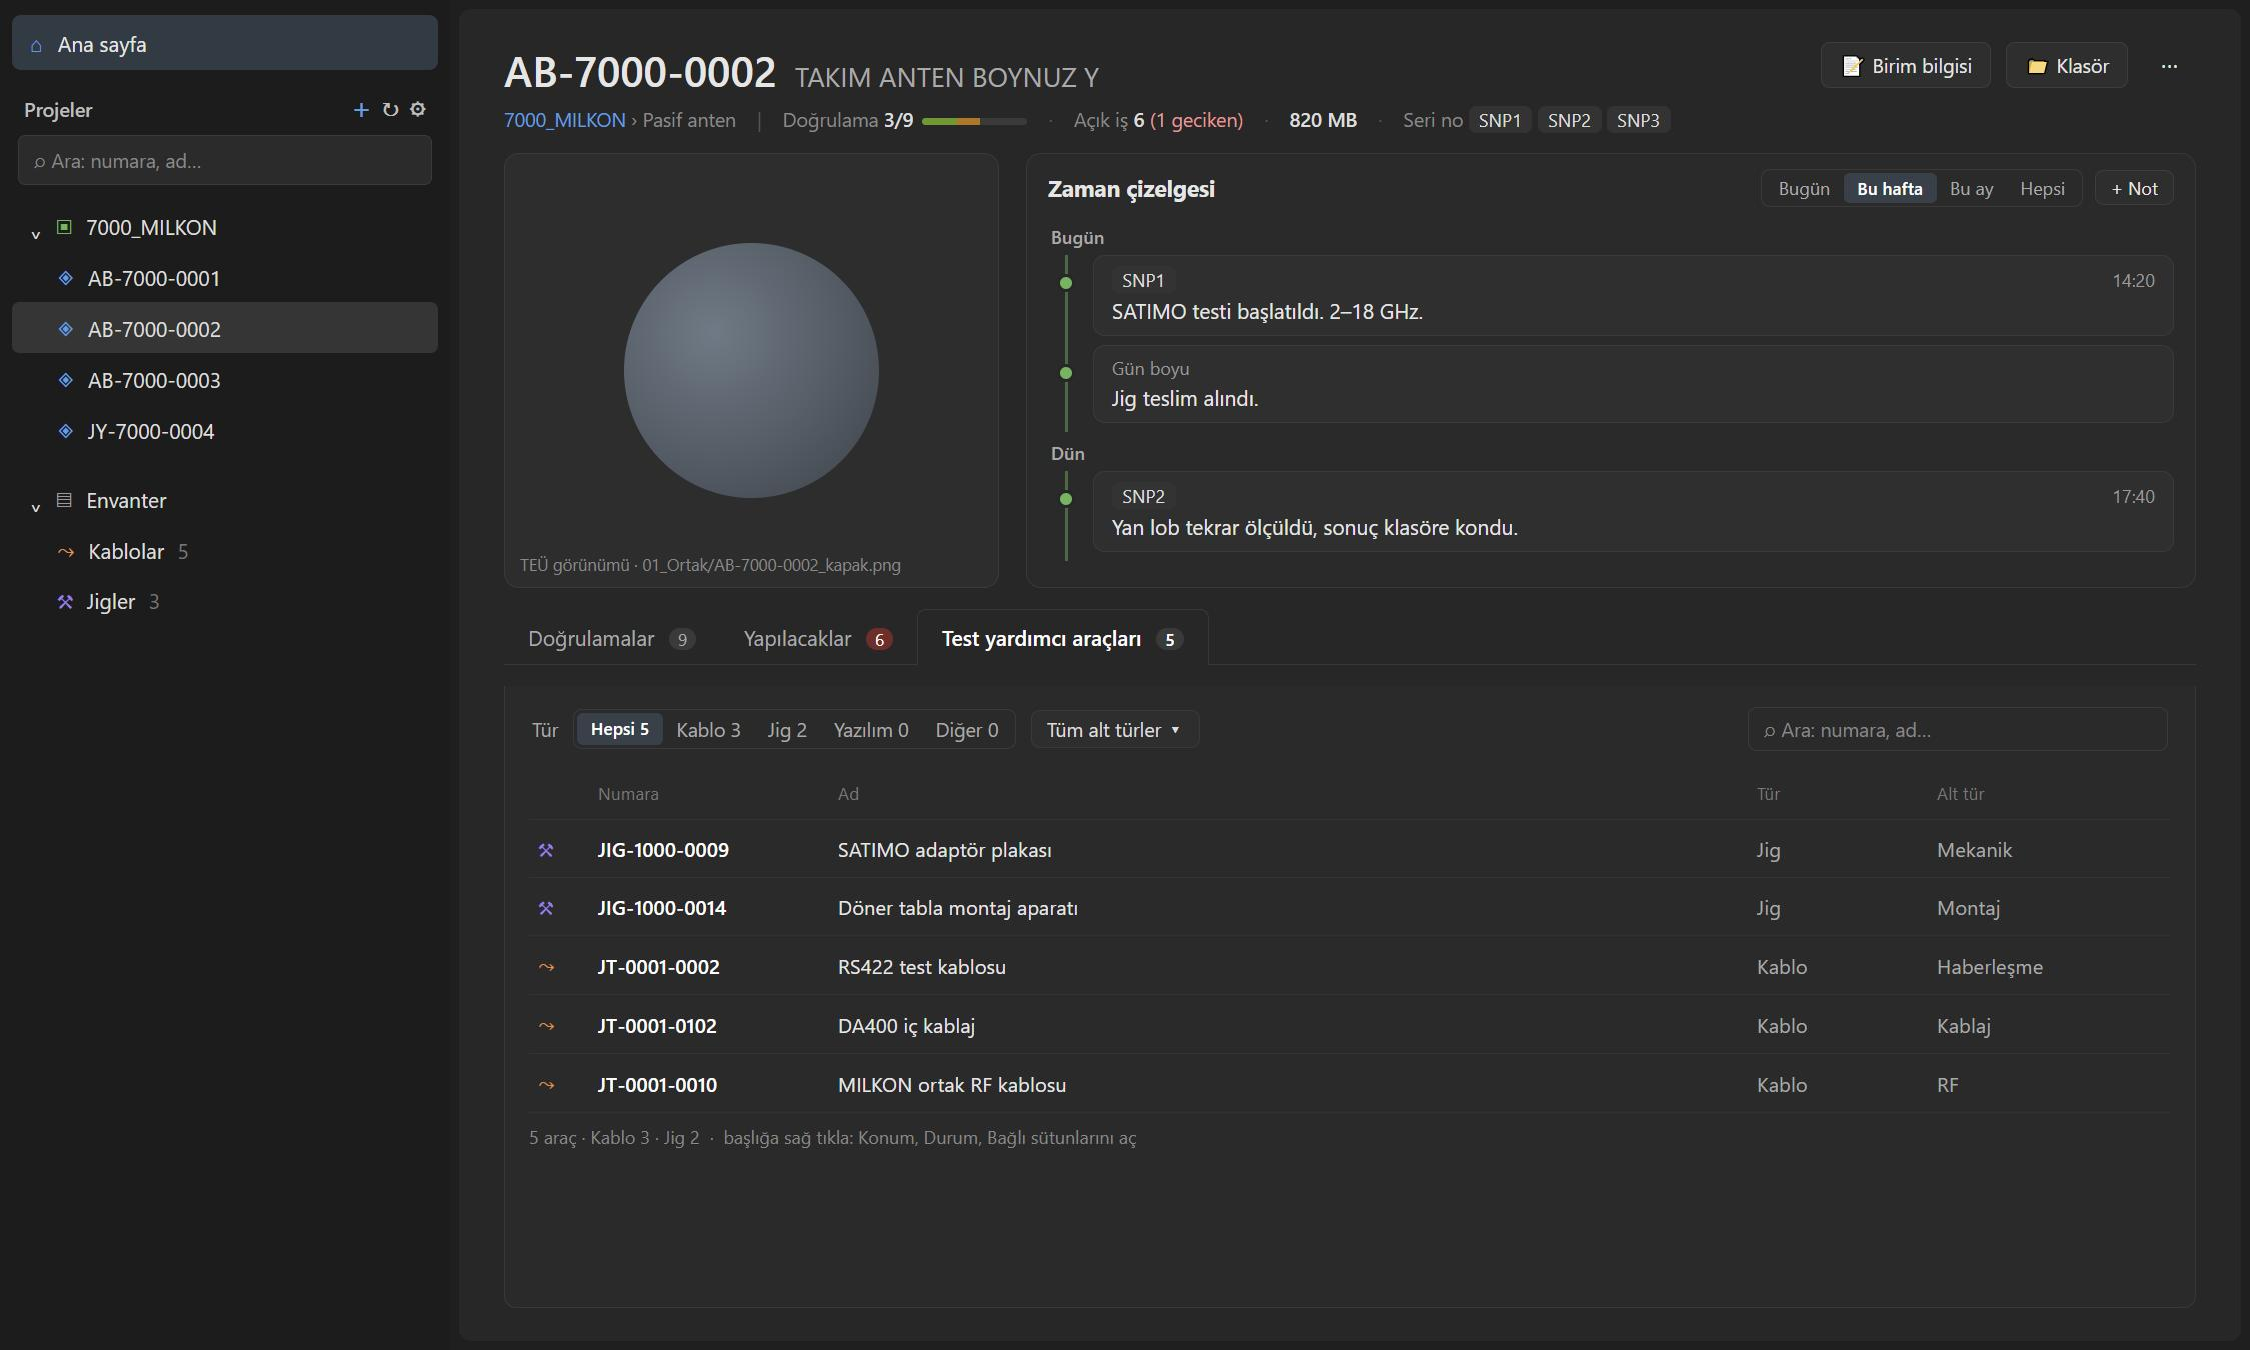 Ana sayfa
Projeler
Ara: numara, ad...
7000_MILKON
AB-7000-0001
AB-7000-0002
AB-7000-0003
JY-7000-0004
Envanter
Kablolar 5
Jigler 3
AB-7000-0002 TAKIM ANTEN BOYNUZ Y
Birim bilgisi
Klasör
...
7000_MILKON › Pasif anten | Doğrulama 3/9 · Açık iş 6 (1 geciken) · 820 MB · Seri no SNP1 SNP2 SNP3
TEÜ görünümü · 01_Ortak/AB-7000-0002_kapak.png
Zaman çizelgesi
Bugün Bu hafta Bu ay Hepsi + Not
Bugün
SNP1 14:20
SATIMO testi başlatıldı. 2–18 GHz.
Gün boyu
Jig teslim alındı.
Dün
SNP2 17:40
Yan lob tekrar ölçüldü, sonuç klasöre kondu.
Doğrulamalar 9 Yapılacaklar 6 Test yardımcı araçları 5
Tür Hepsi 5 Kablo 3 Jig 2 Yazılım 0 Diğer 0 Tüm alt türler ▾ Ara: numara, ad...
Numara Ad Tür Alt tür
JIG-1000-0009 SATIMO adaptör plakası Jig Mekanik
JIG-1000-0014 Döner tabla montaj aparatı Jig Montaj
JT-0001-0002 RS422 test kablosu Kablo Haberleşme
JT-0001-0102 DA400 iç kablaj Kablo Kablaj
JT-0001-0010 MILKON ortak RF kablosu Kablo RF
5 araç · Kablo 3 · Jig 2 · başlığa sağ tıkla: Konum, Durum, Bağlı sütunlarını aç